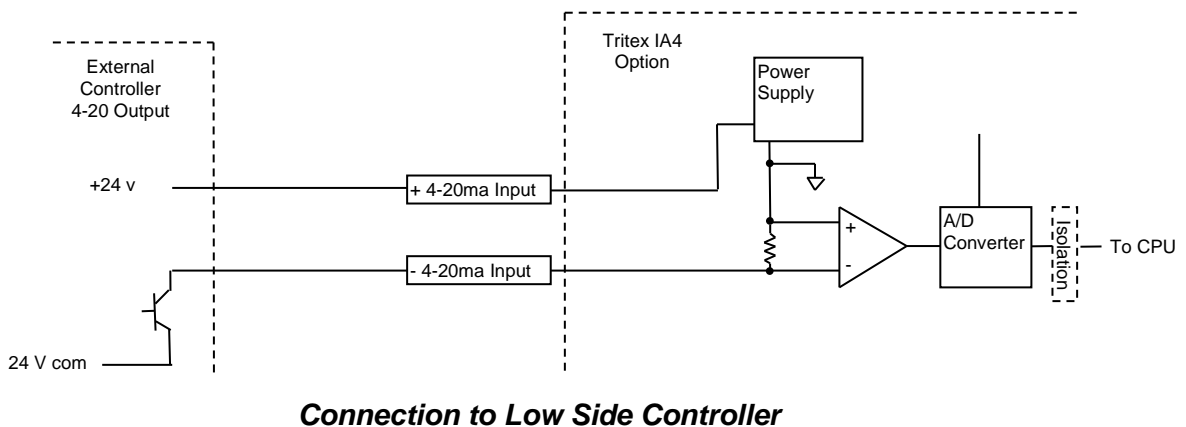 External
Controller
4-20 Output
Tritex IA4
Option
Power
Supply
+24 v
+ 4-20ma Input
+
-
A/D
Converter
Isolation
To CPU
- 4-20ma Input
24 V com
Connection to Low Side Controller